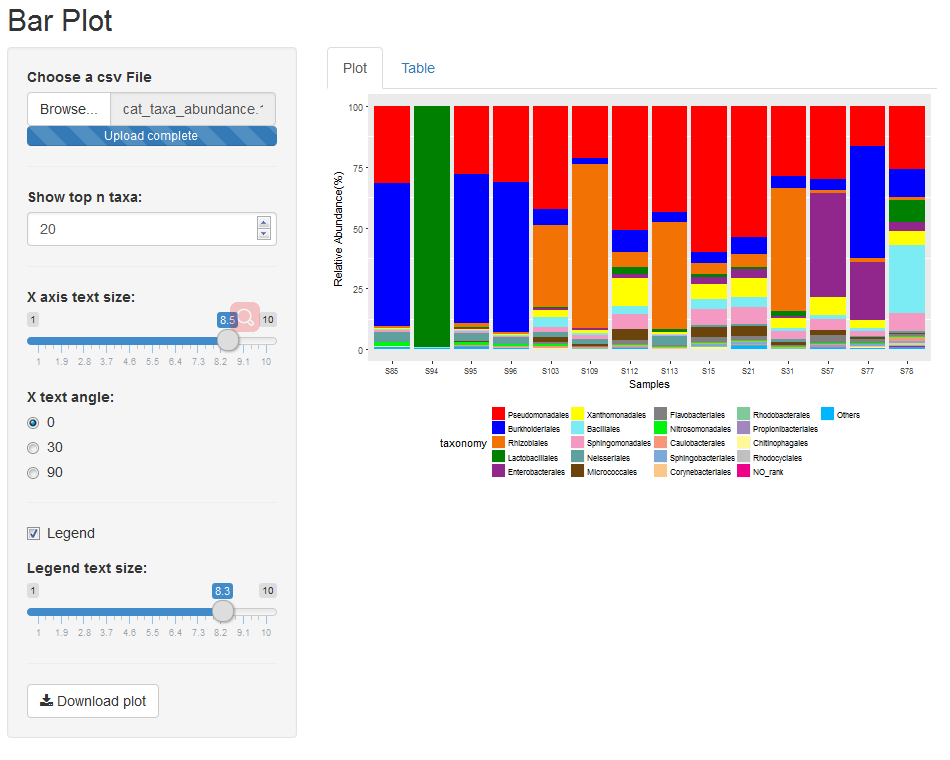 Bar Plot
Choose a csv File
Browse... cat_taxa_abundance.
Upload complete
Show top n taxa:
20
X axis text size:
1 8.5 10
1 1.9 2.8 3.7 4.6 5.5 6.4 7.3 8.2 9.1 10
X text angle:
0
30
90
Legend
Legend text size:
1 8.3 10
1 1.9 2.8 3.7 4.6 5.5 6.4 7.3 8.2 9.1 10
Download plot
Plot Table
Relative Abundance(%)
100
75
50
25
0
S85 S94 S95 S96 S103 S109 S112 S113 S15 S21 S31 S57 S77 S78
Samples
taxonomy
Pseudomonadales Xanthomonadales Flavobacteriales Rhodobacterales Others
Burkholderiales Bacillales Nitrosomonadales Propionibacteriales
Rhizobiales Sphingomonadales Caulobacterales Chitinophagales
Lactobacillales Neisseriales Sphingobacteriales Rhodocyclales
Enterobacterales Micrococcales Corynebacteriales NO_rank